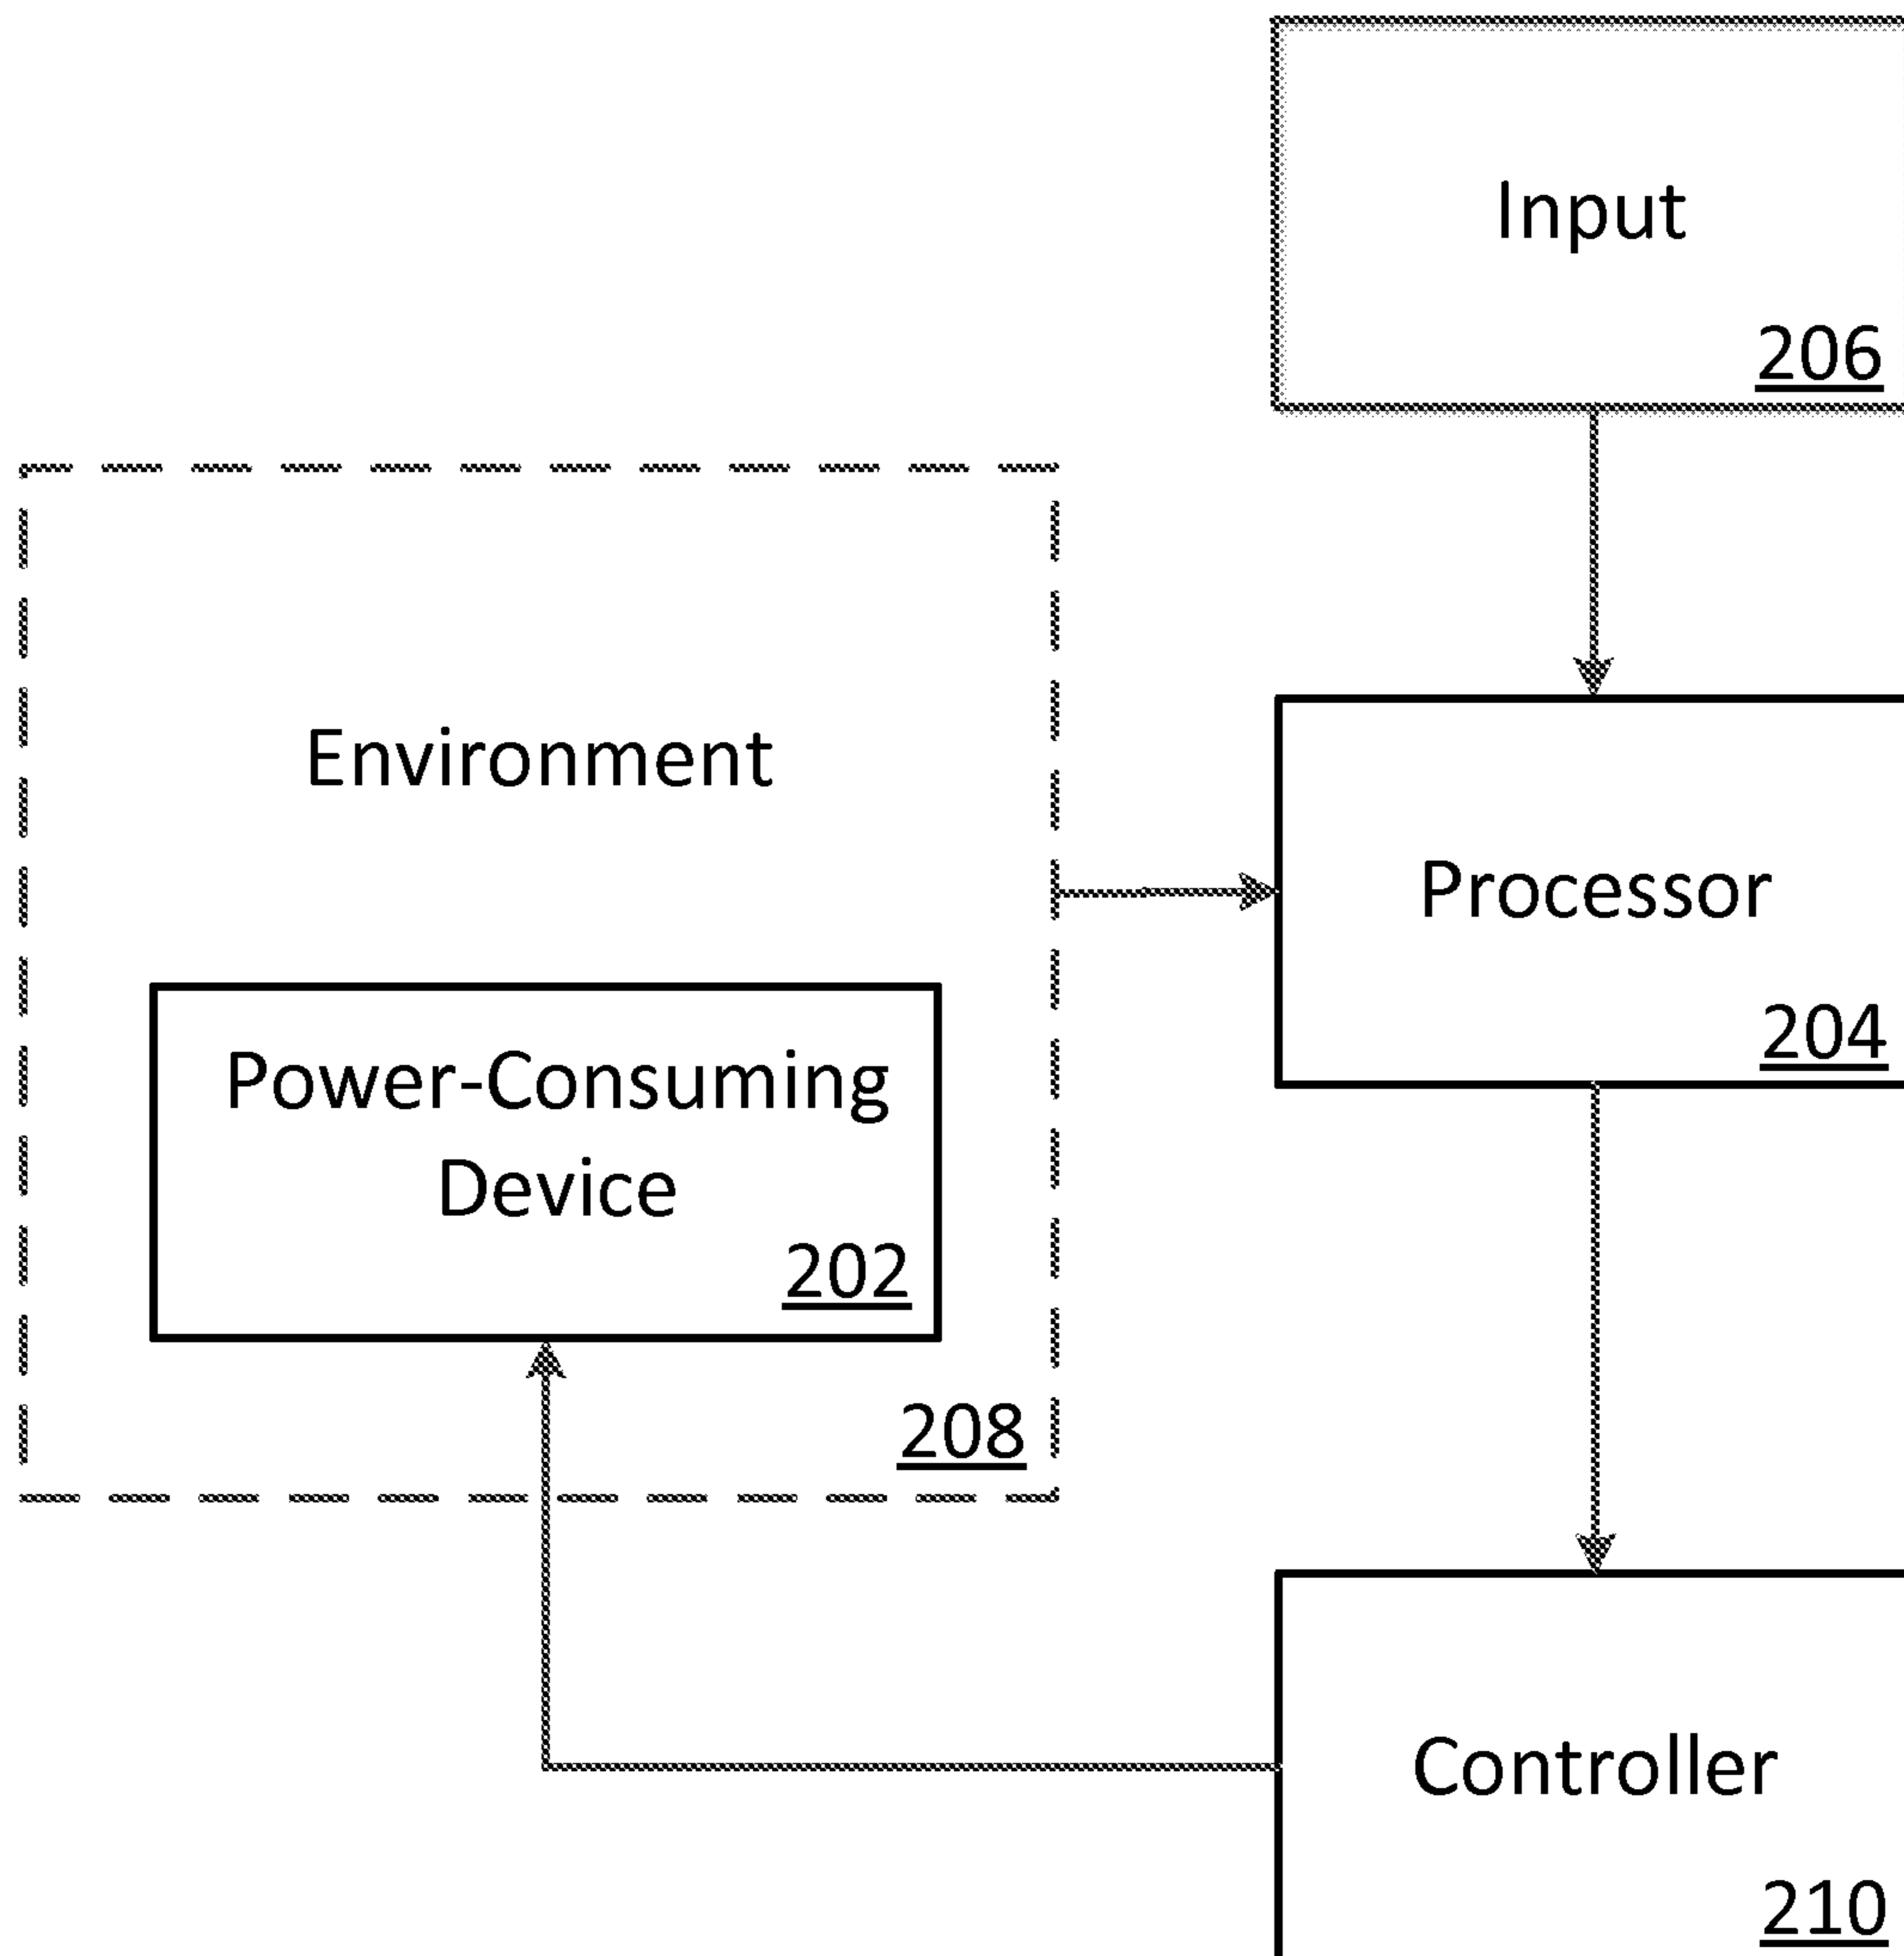 Input
206
Environment
Processor
204
Power-Consuming
Device
202
208
Controller
210